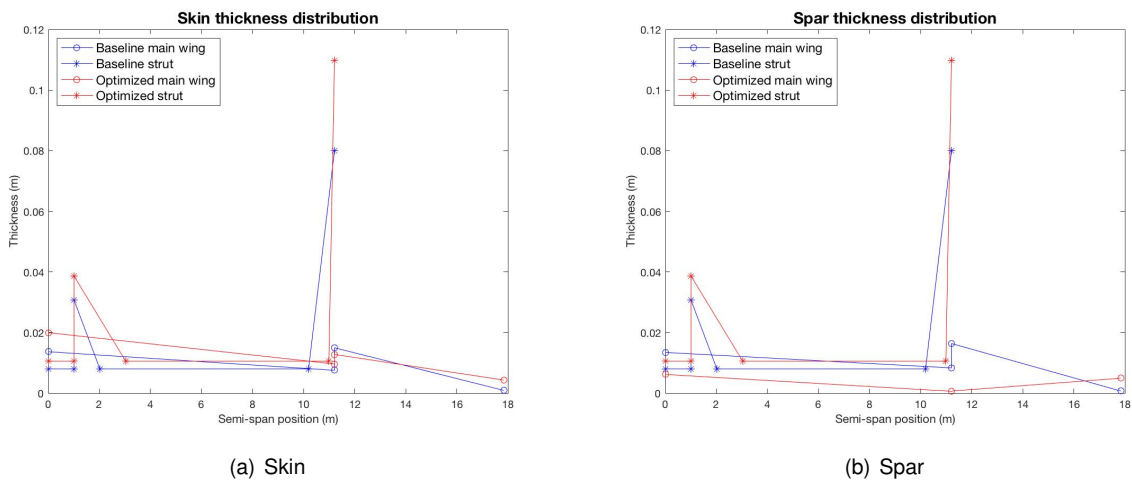 Skin thickness distribution
0.12
0.1
0.08
0.06
0.04
0.02
0
Thickness (m)
Baseline main wing
Baseline strut
Optimized main wing
Optimized strut
0 2 4 6 8 10 12 14 16 18
Semi-span position (m)
(a) Skin
Spar thickness distribution
0.12
0.1
0.08
0.06
0.04
0.02
0
Thickness (m)
Baseline main wing
Baseline strut
Optimized main wing
Optimized strut
0 2 4 6 8 10 12 14 16 18
Semi-span position (m)
(b) Spar